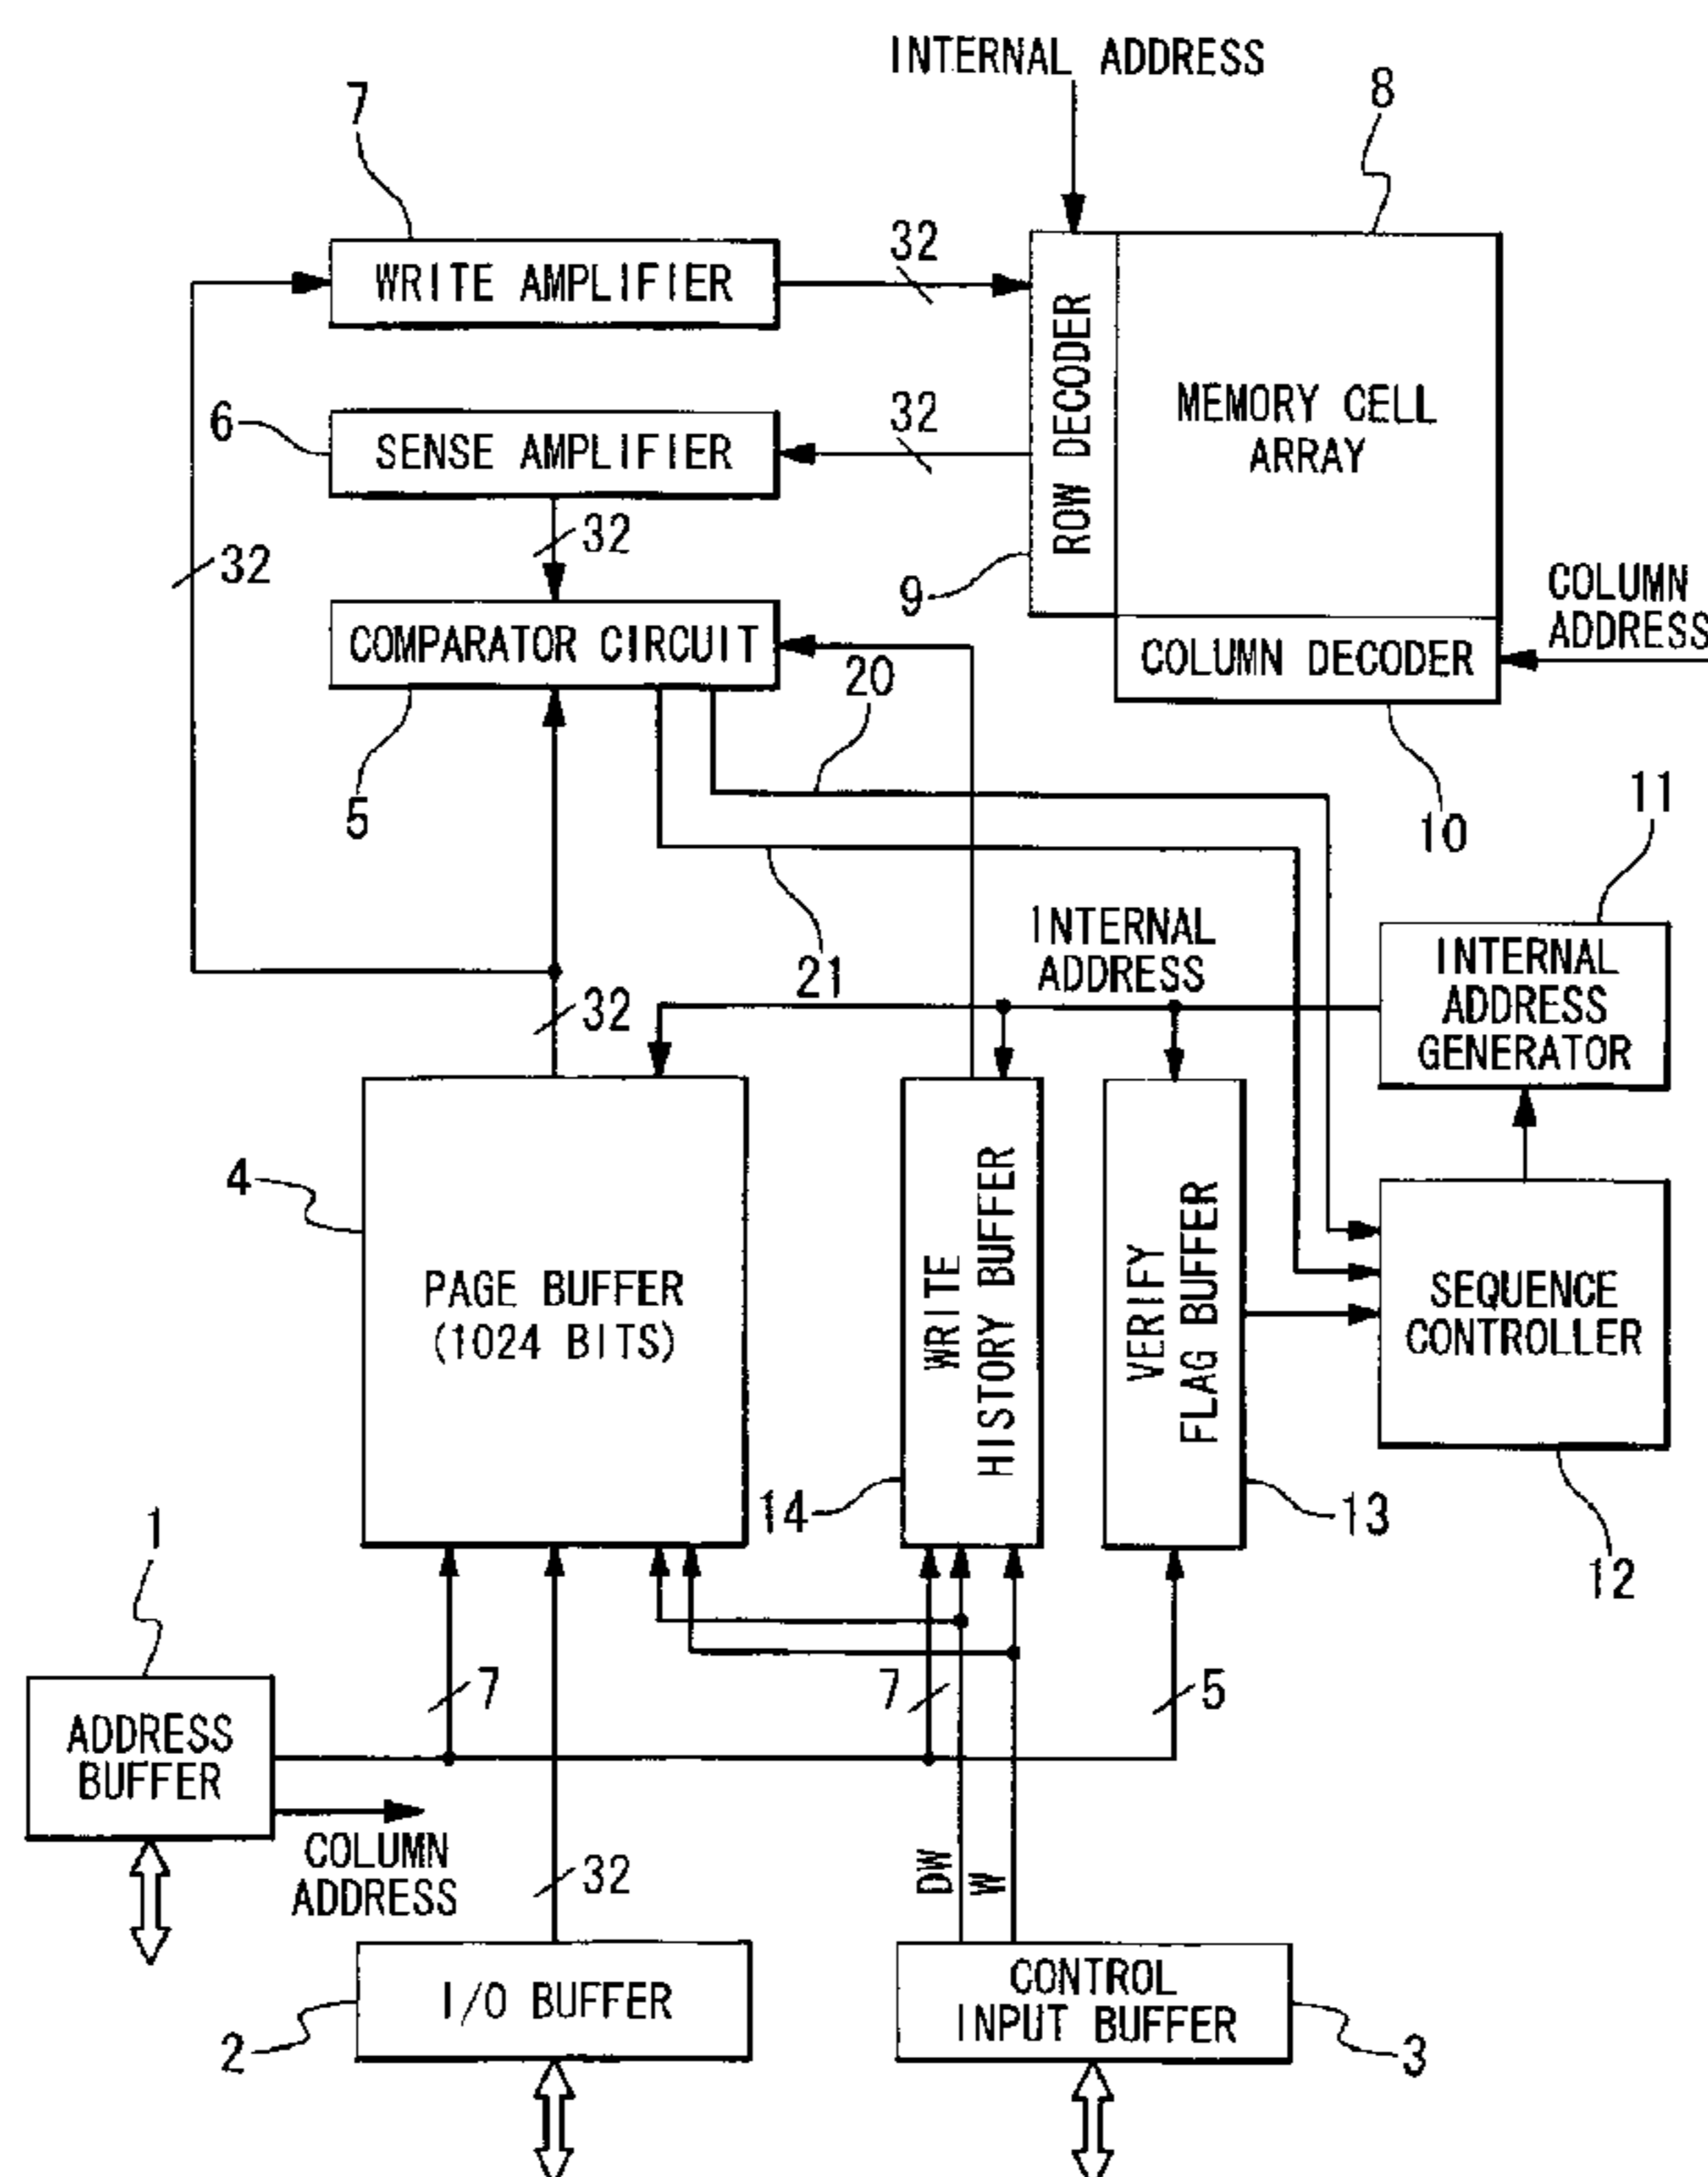 INTERNAL ADDRESS
7
8
32
WRITE AMPLIFIER
ROW DECODER
MEMORY CELL
ARRAY
6
32
SENSE AMPLIFIER
32
32
9
COLUMN
ADDRESS
COMPARATOR CIRCUIT
20
COLUMN DECODER
5
10
11
21
INTERNAL
ADDRESS
INTERNAL
ADDRESS
GENERATOR
32
4
PAGE BUFFER
(1024 BITS)
WRITE
HISTORY BUFFER
VERIFY
FLAG BUFFER
SEQUENCE
CONTROLLER
14
13
12
1
7
7
5
ADDRESS
BUFFER
COLUMN
ADDRESS
32
DW
W
I/O BUFFER
CONTROL
INPUT BUFFER
2
3